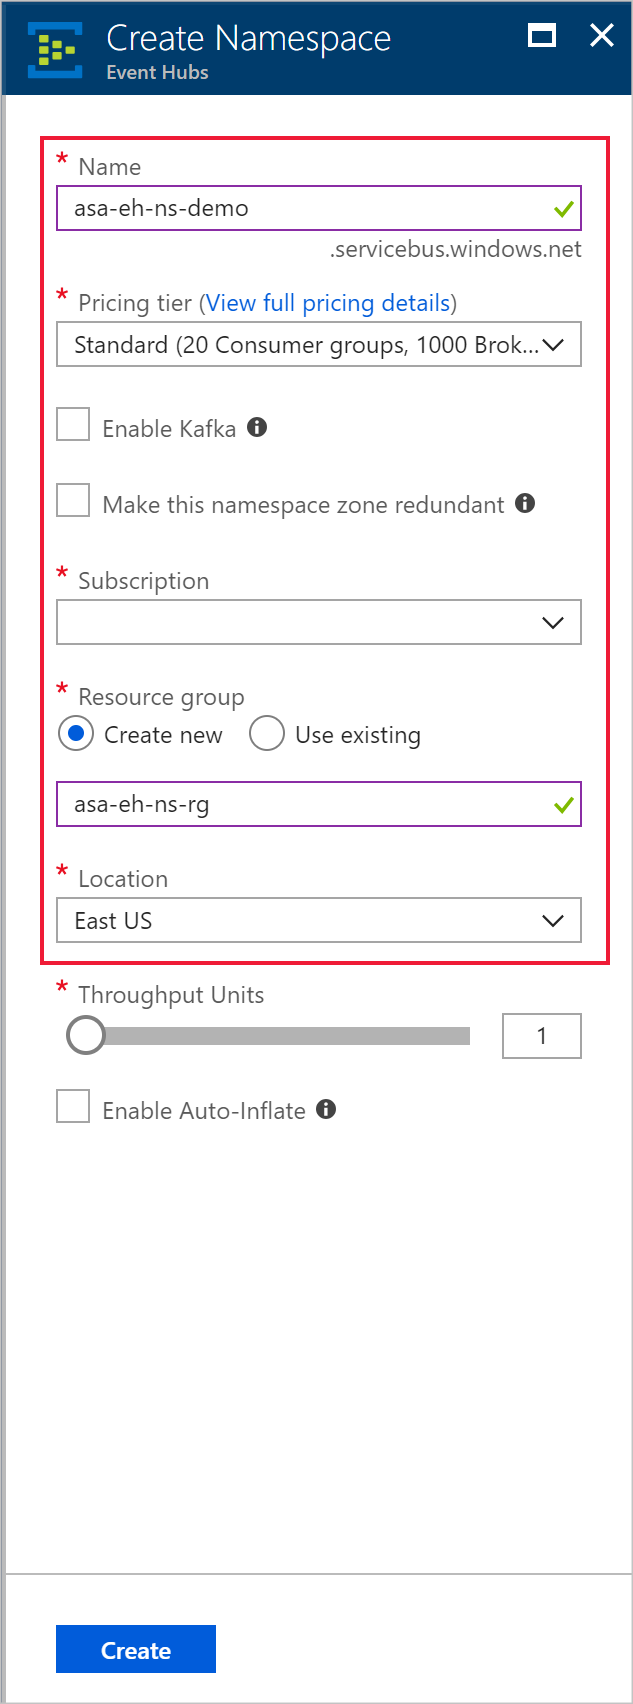 Create Namespace
Event Hubs
* Name
asa-eh-ns-demo
.servicebus.windows.net
* Pricing tier (View full pricing details)
Standard (20 Consumer groups, 1000 Brok...
Enable Kafka
Make this namespace zone redundant
* Subscription
* Resource group
Create new Use existing
asa-eh-ns-rg
* Location
East US
* Throughput Units
1
Enable Auto-Inflate
Create